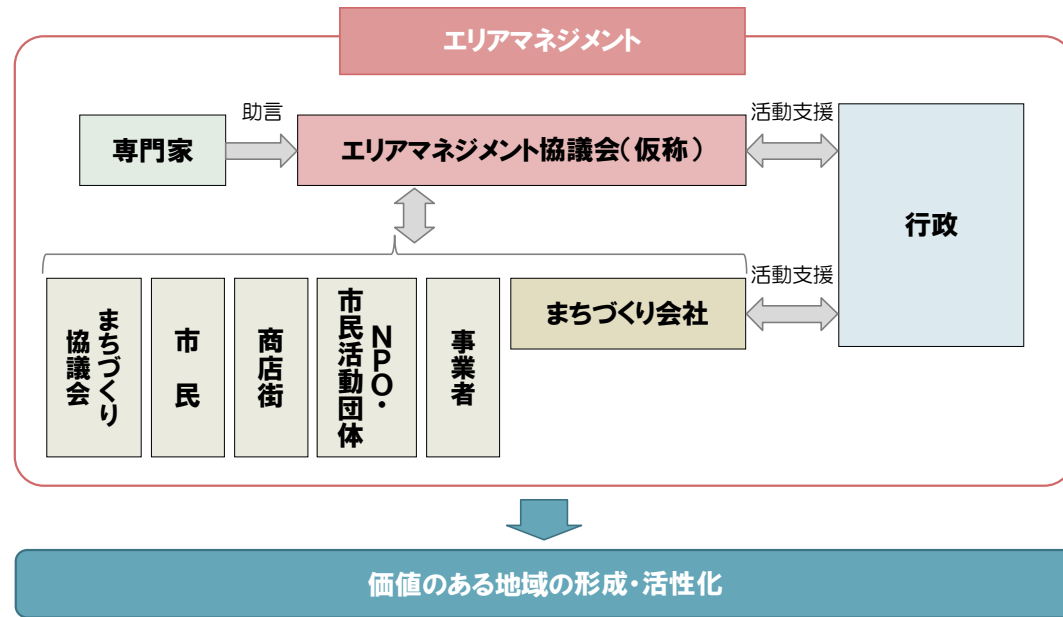 エリアマネジメント
助言
活動支援
専門家
エリアマネジメント協議会(仮称)
行政
活動支援
まちづくり
協議会
市民
商店街
NPO・
市民活動団体
事業者
まちづくり会社
価値のある地域の形成・活性化